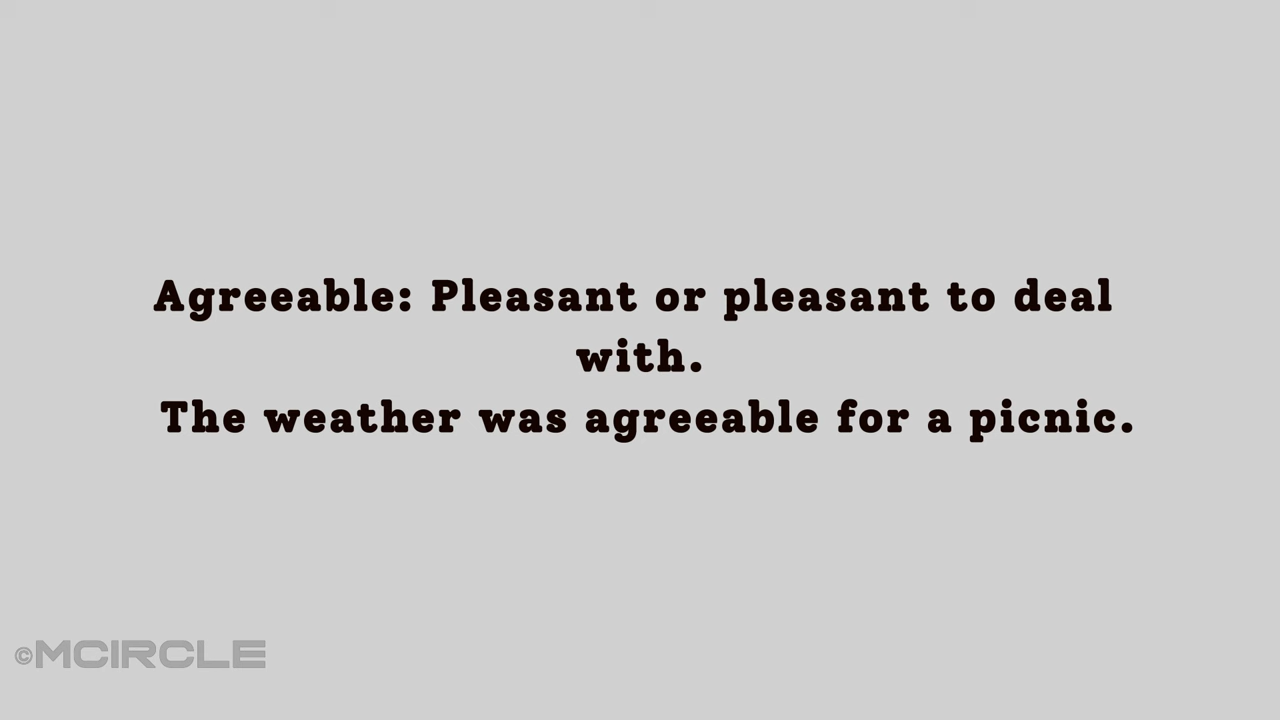 Agreeable: Pleasant or pleasant to deal
with.
The weather was agreeable for a picnic.
©MCIRCLE